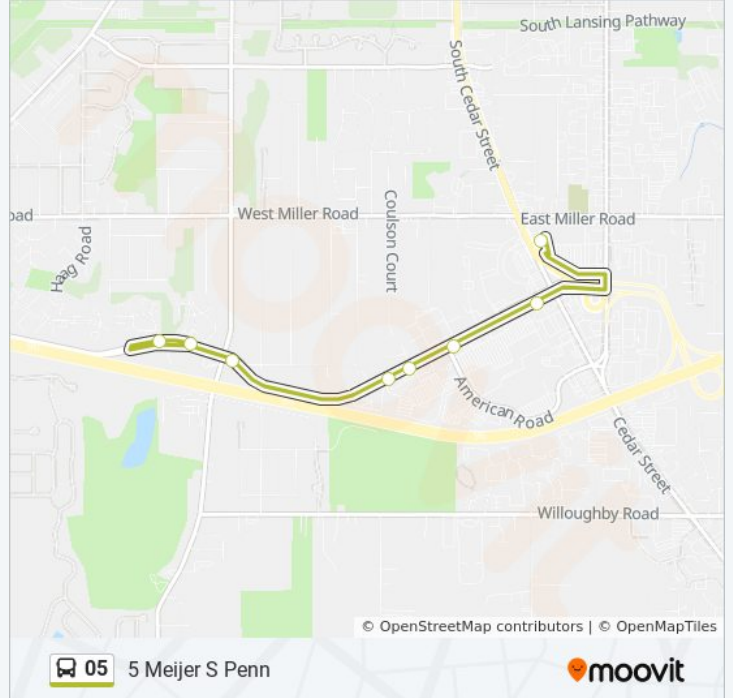 South Lansing Pathway
South Cedar Street
West Miller Road
East Miller Road
Coulson Court
Haag Road
oad
American Road
Cedar Street
Willoughby Road
© OpenStreetMap contributors | © OpenMapTiles
05 5 Meijer S Penn
moovit